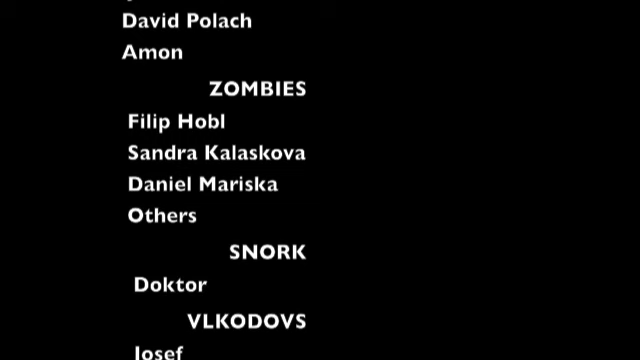 David Polach
Amon
ZOMBIES
Filip Hobl
Sandra Kalaskova
Daniel Mariska
Others
SNORK
Doktor
VLKODOVS
Josef